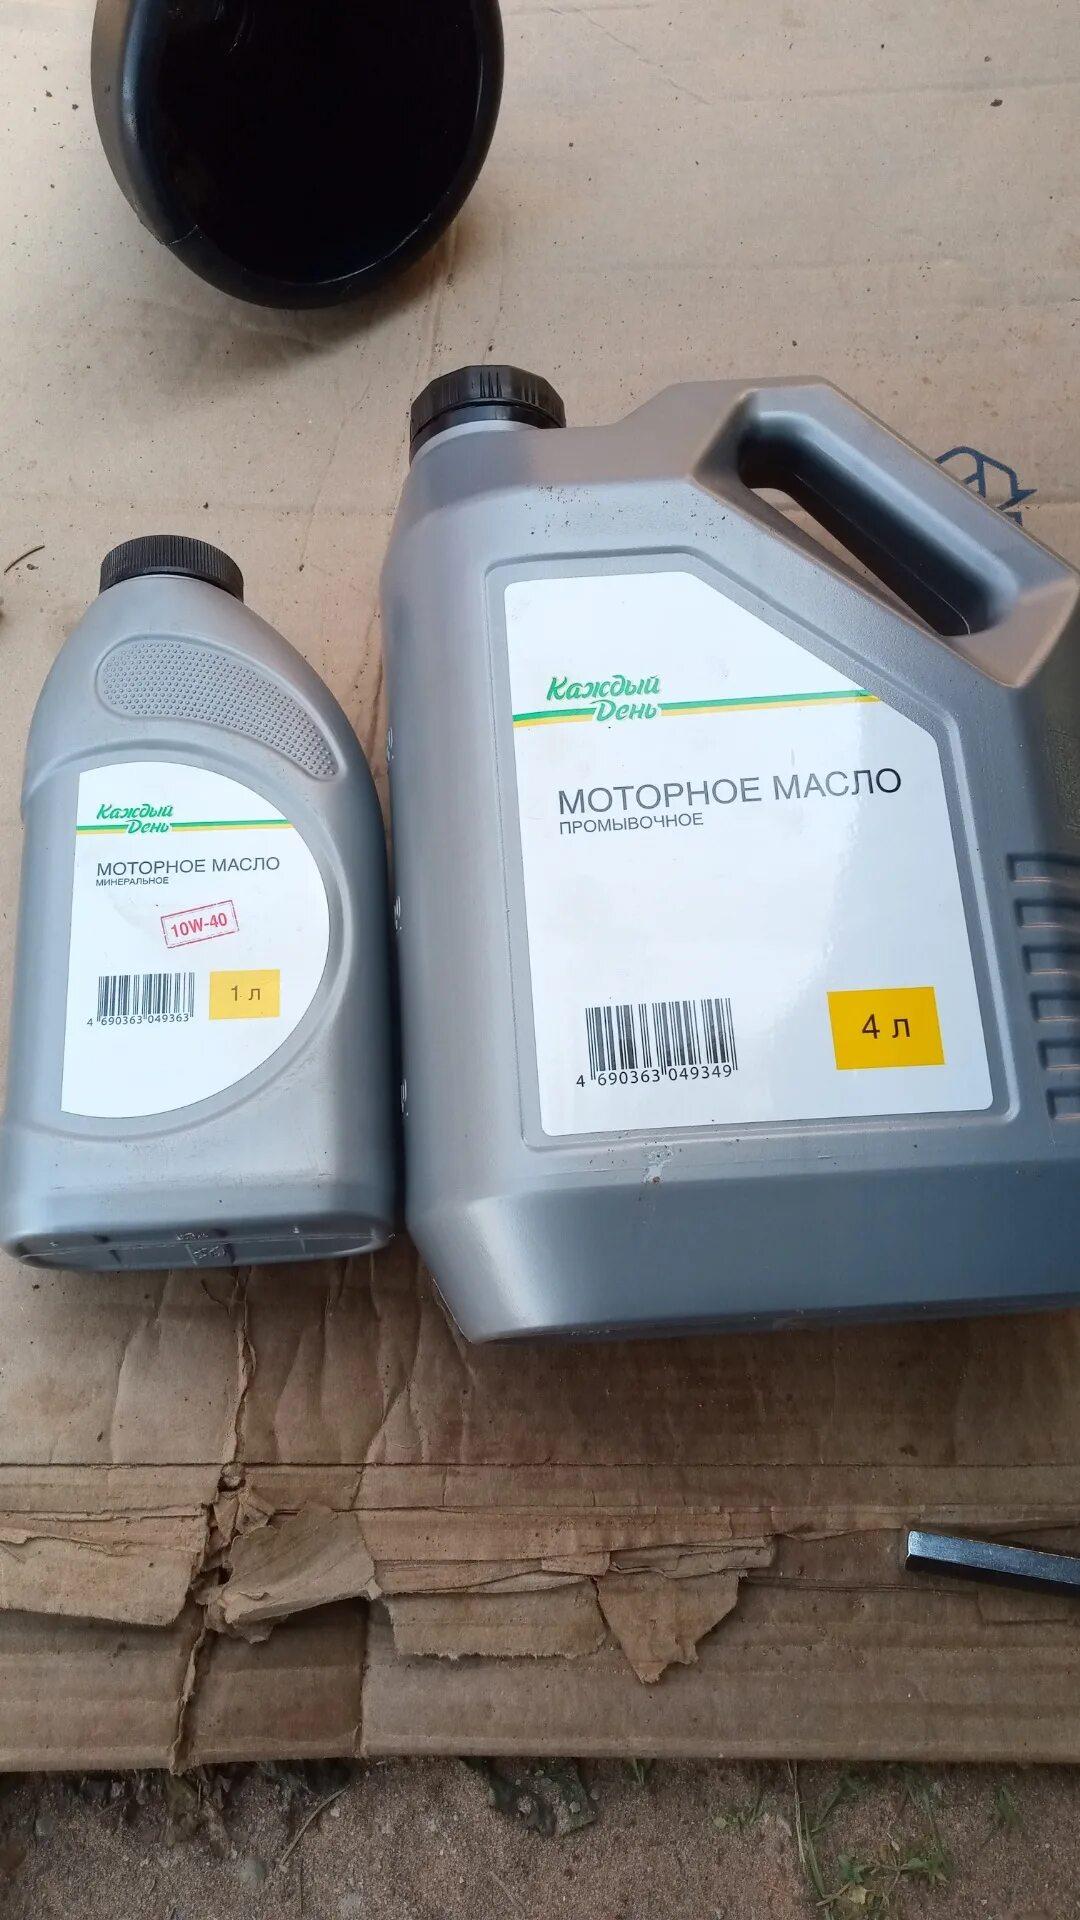 Каждый
День
МОТОРНОЕ МАСЛО
МИНЕРАЛЬНОЕ
10W-40
1 л
4 690363 049363
Каждый
День
МОТОРНОЕ МАСЛО
ПРОМЫВОЧНОЕ
4 л
4 690363 049349